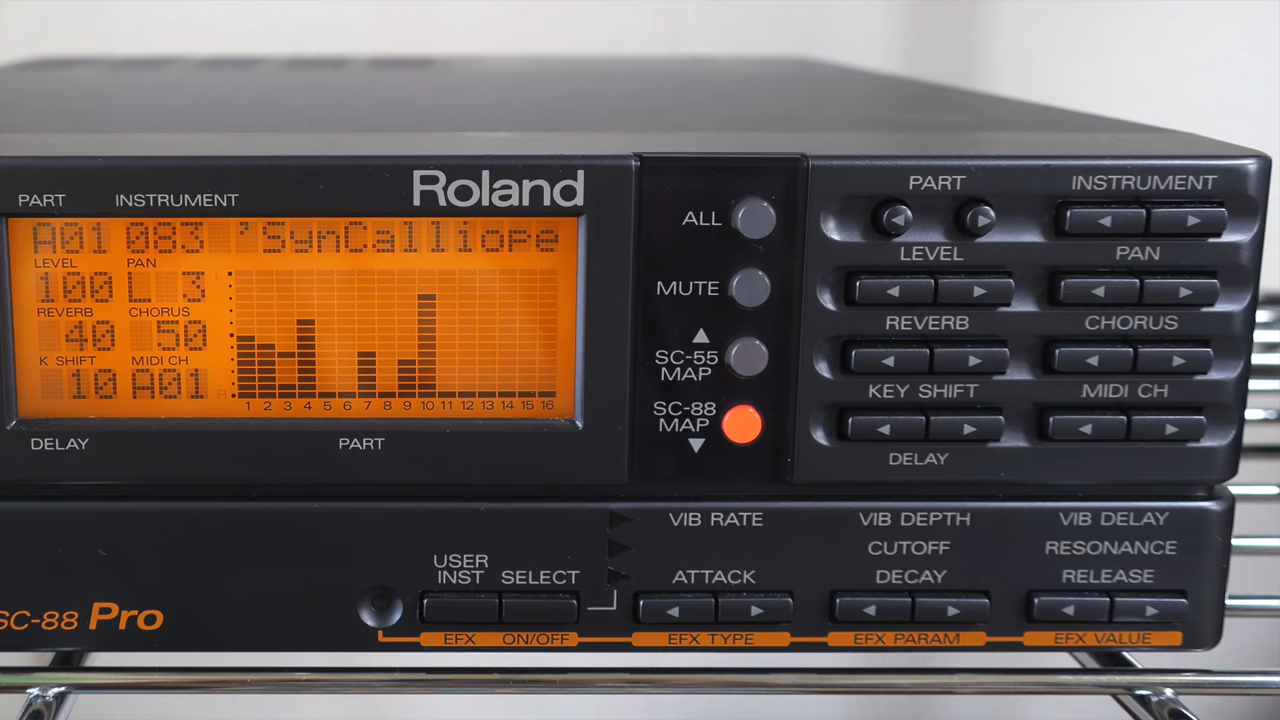 PART INSTRUMENT
Roland
A01 083 'SynCalliope
LEVEL PAN
100 L 3
REVERB CHORUS
40 50
K SHIFT MIDI CH
10 A01
L
R
1 2 3 4 5 6 7 8 9 10 11 12 13 14 15 16
DELAY PART
ALL
MUTE
SC-55
MAP
SC-88
MAP
PART INSTRUMENT
LEVEL PAN
REVERB CHORUS
KEY SHIFT MIDI CH
DELAY
SC-88 Pro
USER
INST SELECT
VIB RATE VIB DEPTH VIB DELAY
CUTOFF RESONANCE
ATTACK DECAY RELEASE
EFX ON/OFF EFX TYPE EFX PARAM EFX VALUE